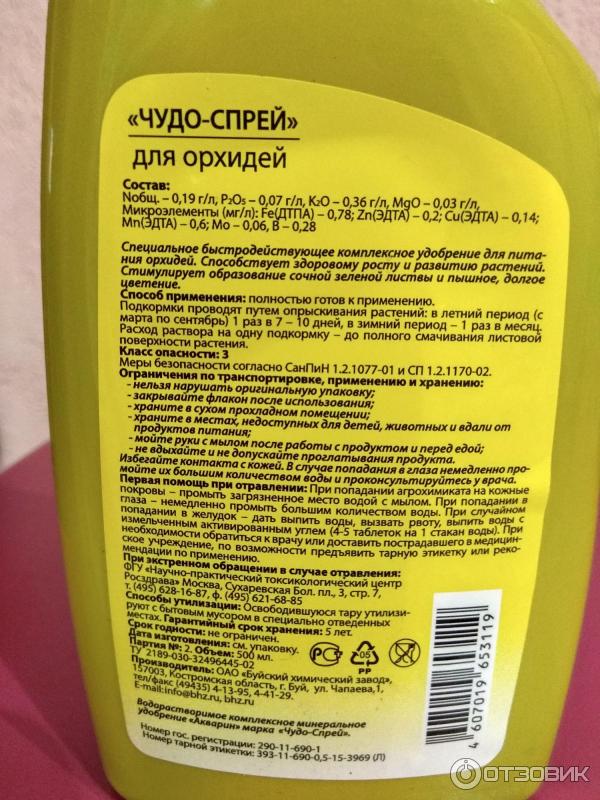 «ЧУДО-СПРЕЙ»
для орхидей
Состав:
Nобщ. – 0,19 г/л, P₂O₅ – 0,07 г/л, K₂O – 0,36 г/л, MgO – 0,03 г/л,
Микроэлементы (мг/л): Fe(ДТПА) – 0,78; Zn(ЭДТА) – 0,2; Cu(ЭДТА) – 0,14;
Mn(ЭДТА) – 0,6; Mo – 0,06, B – 0,28
Специальное быстродействующее комплексное удобрение для пита-
ния орхидей. Способствует здоровому росту и развитию растений.
Стимулирует образование сочной зеленой листвы и пышное, долгое
цветение.
Способ применения: полностью готов к применению.
Подкормки проводят путем опрыскивания растений: в летний период (с
марта по сентябрь) 1 раз в 7 – 10 дней, в зимний период – 1 раз в месяц.
Расход раствора на одну подкормку – до полного смачивания листовой
поверхности растения.
Класс опасности: 3
Меры безопасности согласно СанПиН 1.2.1077-01 и СП 1.2.1170-02.
Ограничения по транспортировке, применению и хранению:
- нельзя нарушать оригинальную упаковку;
- закрывайте флакон после использования;
- храните в сухом прохладном помещении;
- храните в местах, недоступных для детей, животных и вдали от
продуктов питания;
- мойте руки с мылом после работы с продуктом и перед едой;
- не вдыхайте и не допускайте проглатывания продукта.
Избегайте контакта с кожей. В случае попадания в глаза немедленно про-
мойте их большим количеством воды и проконсультируйтесь у врача.
Первая помощь при отравлении: При попадании агрохимиката на кожные
покровы – промыть загрязненное место водой с мылом. При попадании в
глаза – немедленно промыть большим количеством воды. При случайном
попадании в желудок – дать выпить воды, вызвать рвоту, выпить воды с
измельченным активированным углем (4-5 таблеток на 1 стакан воды). При
необходимости обратиться к врачу или доставить пострадавшего в медицин-
ское учреждение, по возможности предъявить тарную этикетку или реко-
мендации по применению.
При экстренном обращении в случае отравления:
ФГУ «Научно-практический токсикологический центр
Росздрава» Москва, Сухаревская Бол. пл., 3, стр. 7,
т. (495) 628-16-87, ф. (495) 621-68-85
Способы утилизации: Освободившуюся тару утилизи-
руют с бытовым мусором в специально отведенных
местах. Гарантийный срок хранения: 5 лет.
Срок годности: не ограничен.
Дата изготовления: см. упаковку.
Партия № 2. Объем: 500 мл.
ТУ 2189-030-32496445-02
Производитель: ОАО «Буйский химический завод»,
157003, Костромская область, г. Буй, ул. Чапаева,1,
тел/факс (49435) 4-13-95, 4-41-29.
E-mail:info@bhz.ru, bhz.ru
Водорастворимое комплексное минеральное
удобрение «Акварин» марка «Чудо-Спрей».
Номер гос. регистрации: 290-11-690-1
Номер тарной этикетки: 393-11-690-0,5-15-3969 (Л)
РСТ
05
PP
4 607019 653119
ОТЗОВИК